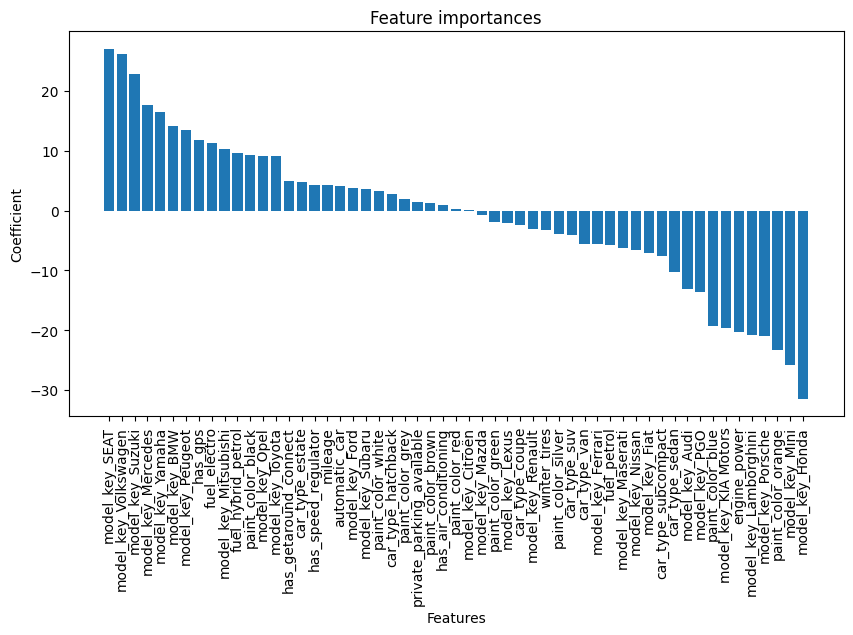 Feature importances
Coefficient
20
10
0
−10
−20
−30
model_key_SEAT
model_key_Volkswagen
model_key_Suzuki
model_key_Mercedes
model_key_Yamaha
model_key_BMW
model_key_Peugeot
has_gps
fuel_electro
model_key_Mitsubishi
fuel_hybrid_petrol
paint_color_black
model_key_Opel
model_key_Toyota
has_getaround_connect
car_type_estate
has_speed_regulator
mileage
automatic_car
model_key_Ford
model_key_Subaru
paint_color_white
car_type_hatchback
paint_color_grey
private_parking_available
paint_color_brown
has_air_conditioning
paint_color_red
model_key_Citroën
model_key_Mazda
paint_color_green
model_key_Lexus
car_type_coupe
model_key_Renault
winter_tires
paint_color_silver
car_type_suv
car_type_van
model_key_Ferrari
fuel_petrol
model_key_Maserati
model_key_Nissan
model_key_Fiat
car_type_subcompact
car_type_sedan
model_key_Audi
model_key_PGO
paint_color_blue
model_key_KIA Motors
engine_power
model_key_Lamborghini
model_key_Porsche
paint_color_orange
model_key_Mini
model_key_Honda
Features